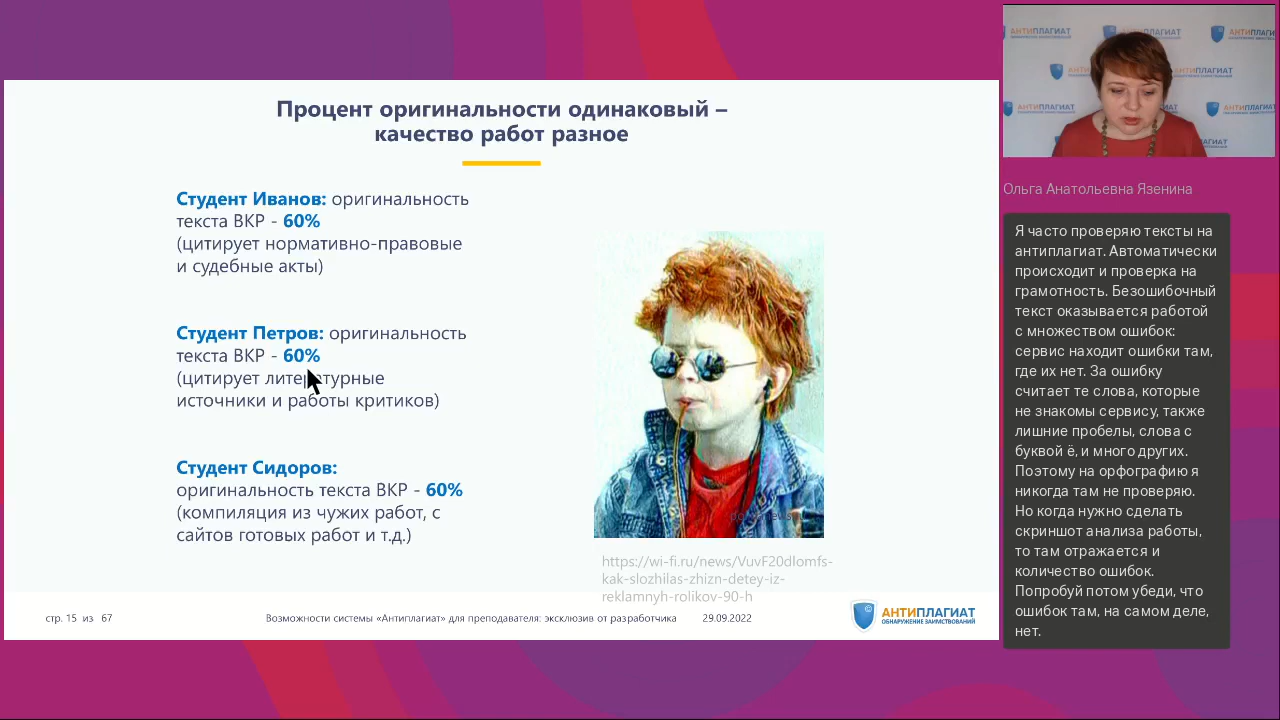 Процент оригинальности одинаковый –
качество работ разное
Студент Иванов: оригинальность
текста ВКР - 60%
(цитирует нормативно-правовые
и судебные акты)
Студент Петров: оригинальность
текста ВКР - 60%
(цитирует литературные
источники и работы критиков)
Студент Сидоров:
оригинальность текста ВКР - 60%
(компиляция из чужих работ, с
сайтов готовых работ и т.д.)
https://wi-fi.ru/news/VuvF20dlomfs-
kak-slozhilas-zhizn-detey-iz-
reklamnyh-rolikov-90-h
стр. 15 из 67
Возможности системы «Антиплагиат» для преподавателя: эксклюзив от разработчика
29.09.2022
АНТИПЛАГИАТ
ОБНАРУЖЕНИЕ ЗАИМСТВОВАНИЙ
АНТИПЛАГИАТ
АНТИПЛАГИАТ
АНТИПЛАГИАТ
Ольга Анатольевна Язенина
Я часто проверяю тексты на
антиплагиат. Автоматически
происходит и проверка на
грамотность. Безошибочный
текст оказывается работой
с множеством ошибок:
сервис находит ошибки там,
где их нет. За ошибку
считает те слова, которые
не знакомы сервису, также
лишние пробелы, слова с
буквой ё, и много других.
Поэтому на орфографию я
никогда там не проверяю.
Но когда нужно сделать
скриншот анализа работы,
то там отражается и
количество ошибок.
Попробуй потом убеди, что
ошибок там, на самом деле,
нет.